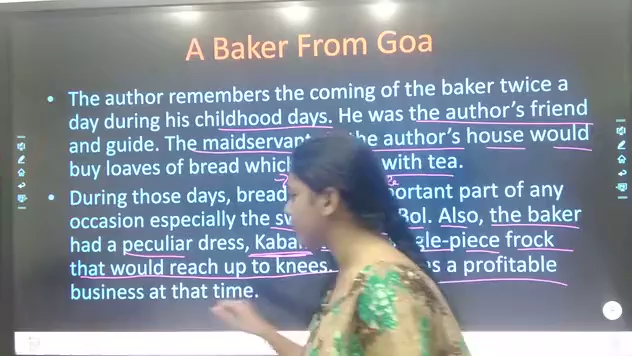 A Baker From Goa
• The author remembers the coming of the baker twice a
day during his childhood days. He was the author's friend
and guide. The maidservant the author's house would
buy loaves of bread with tea.
• During those days, bread part of any
occasion especially the Bol. Also, the baker
had a peculiar dress, frock
that would reach up to knees. a profitable
business at that time.